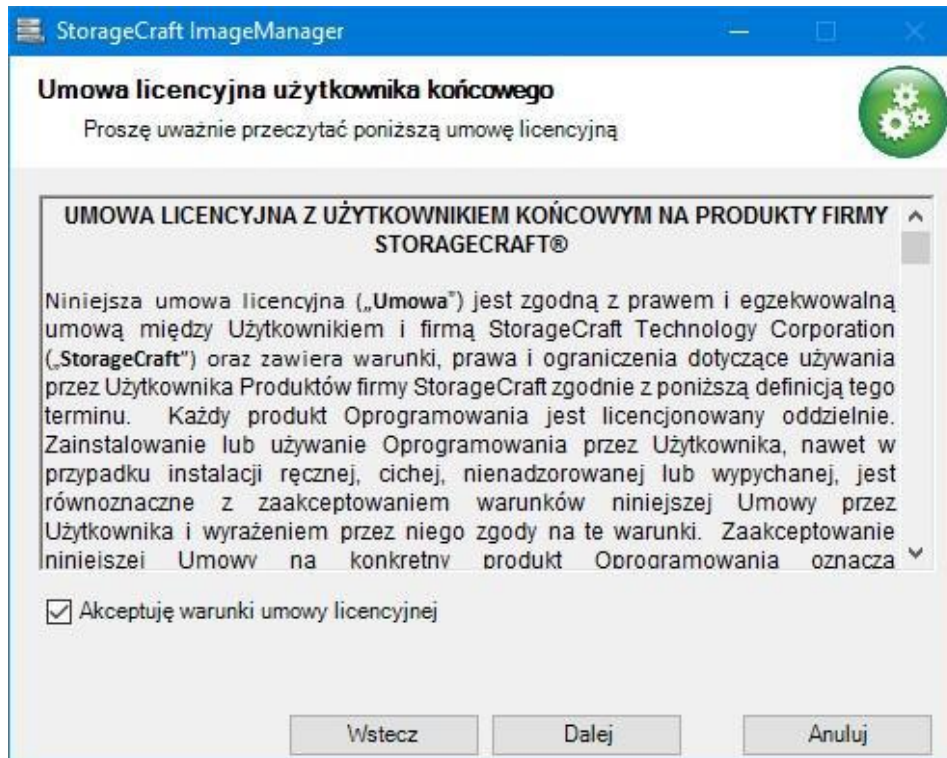 StorageCraft ImageManager
Umowa licencyjna użytkownika końcowego
Proszę uważnie przeczytać poniższą umowę licencyjną
UMOWA LICENCYJNA Z UŻYTKOWNIKIEM KOŃCOWYM NA PRODUKTY FIRMY
STORAGECRAFT®
Niniejsza umowa licencyjna („Umowa”) jest zgodną z prawem i egzekwowalną
umową między Użytkownikiem i firmą StorageCraft Technology Corporation
(„StorageCraft”) oraz zawiera warunki, prawa i ograniczenia dotyczące używania
przez Użytkownika Produktów firmy StorageCraft zgodnie z poniższą definicją tego
terminu. Każdy produkt Oprogramowania jest licencjonowany oddzielnie.
Zainstalowanie lub używanie Oprogramowania przez Użytkownika, nawet w
przypadku instalacji ręcznej, cichej, nienadzorowanej lub wypychanej, jest
równoznaczne z zaakceptowaniem warunków niniejszej Umowy przez
Użytkownika i wyrażeniem przez niego zgody na te warunki. Zaakceptowanie
niniejszej Umowy na konkretny produkt Oprogramowania oznacza
Akceptuję warunki umowy licencyjnej
Wstecz
Dalej
Anuluj